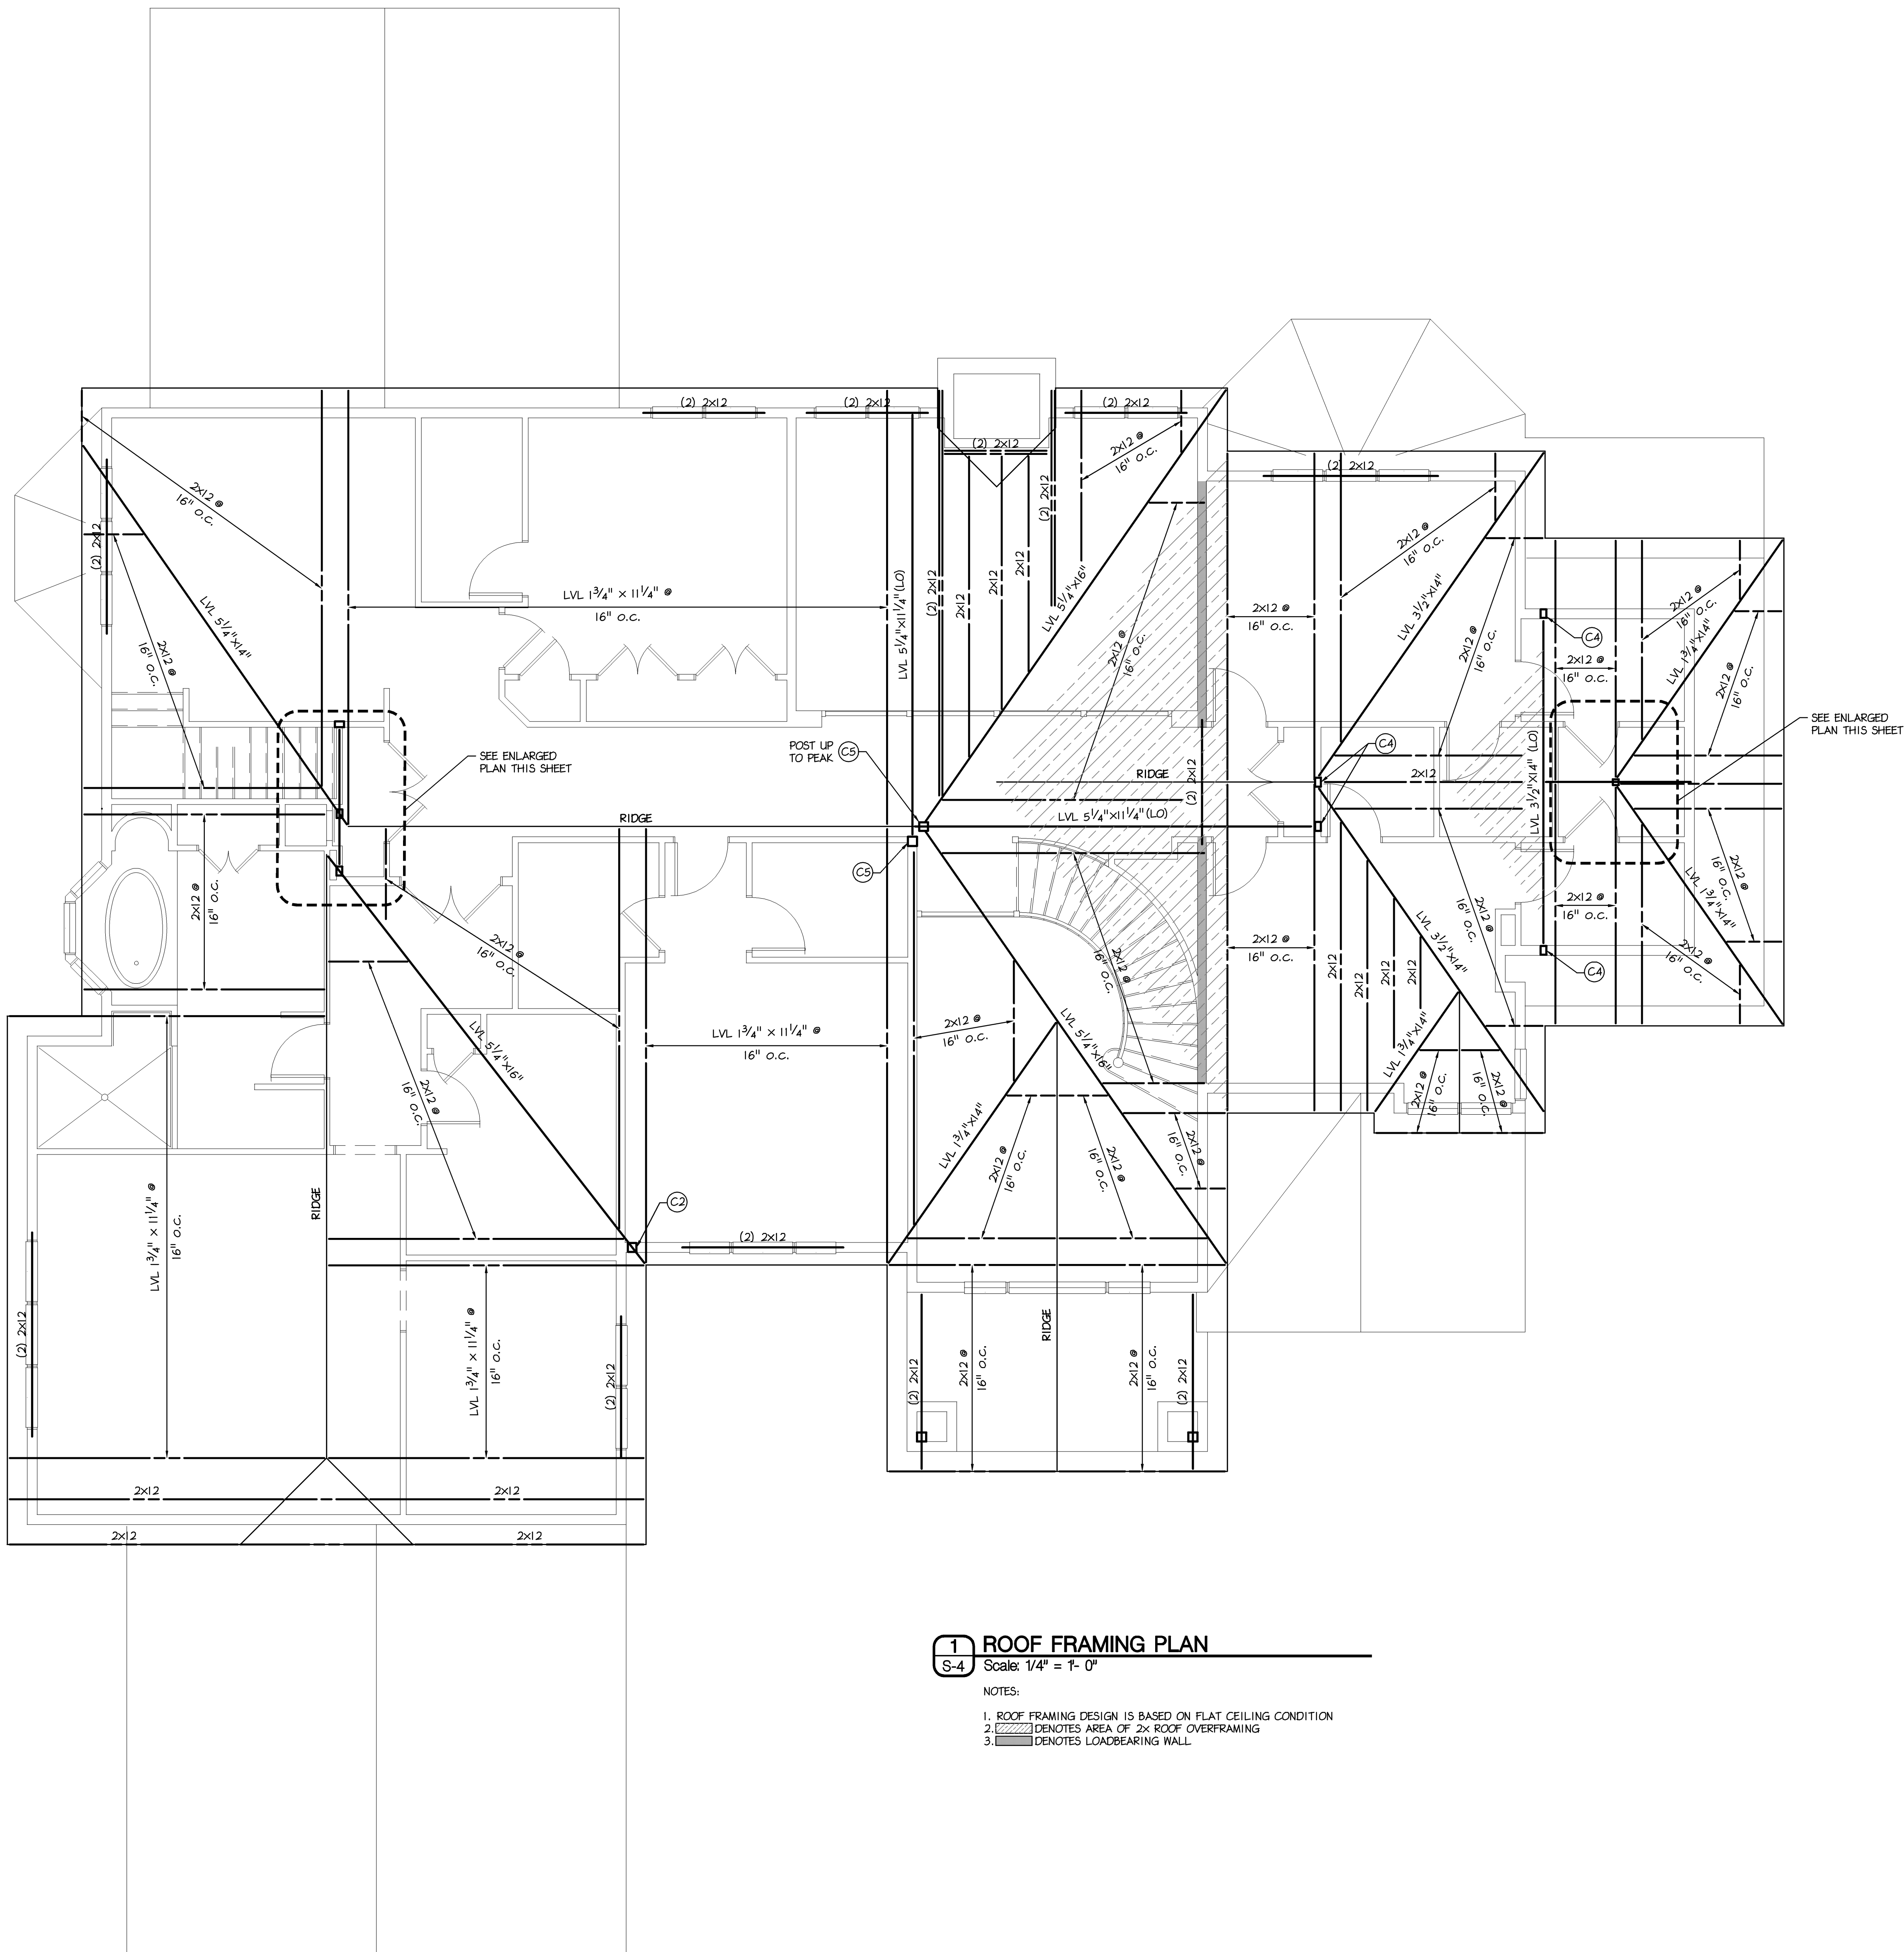 (2) 2x12
(2) 2x12
(2) 2x12
(2) 2x12
2x12 @
16" O.C.
(2) 2x12
2x12 @
16" O.C.
(2) 2x12
(2) 2x12
2x12 @
16" O.C.
LVL 5 1/4"x14"
LVL 1 3/4" x 11 1/4" @
16" O.C.
LVL 5 1/4"x11 1/4" (LO)
(2) 2x12
2x12
2x12
2x12
LVL 5 1/4"x16"
2x12 @
16" O.C.
2x12 @
16" O.C.
LVL 3 1/2"x14"
2x12 @
16" O.C.
C4
2x12 @
16" O.C.
2x12 @
16" O.C.
LVL 1 3/4"x14"
2x12 @
16" O.C.
2x12 @
16" O.C.
SEE ENLARGED
PLAN THIS SHEET
SEE ENLARGED
PLAN THIS SHEET
POST UP
TO PEAK
C5
C4
RIDGE
2x12
(2) 2x12
LVL 3 1/2"x14" (LO)
RIDGE
LVL 5 1/4"x11 1/4" (LO)
C5
2x12 @
16" O.C.
2x12 @
16" O.C.
2x12 @
16" O.C.
2x12 @
16" O.C.
2x12 @
16" O.C.
LVL 1 3/4"x14"
2x12 @
16" O.C.
2x12 @
16" O.C.
C4
2x12 @
16" O.C.
LVL 3 1/2"x14"
2x12
2x12
2x12
2x12
LVL 1 3/4"x14"
2x12 @
16" O.C.
2x12 @
16" O.C.
LVL 5 1/4"x16"
2x12 @
16" O.C.
LVL 1 3/4" x 11 1/4" @
16" O.C.
2x12 @
16" O.C.
LVL 5 1/4"x16"
LVL 1 3/4"x14"
2x12 @
16" O.C.
2x12 @
16" O.C.
2x12 @
16" O.C.
C2
(2) 2x12
RIDGE
LVL 1 3/4" x 11 1/4" @
16" O.C.
(2) 2x12
LVL 1 3/4" x 11 1/4" @
16" O.C.
(2) 2x12
RIDGE
(2) 2x12
2x12 @
16" O.C.
2x12 @
16" O.C.
(2) 2x12
2x12
2x12
2x12
2x12
1
S-4
ROOF FRAMING PLAN
Scale: 1/4" = 1'- 0"
NOTES:
1. ROOF FRAMING DESIGN IS BASED ON FLAT CEILING CONDITION
2. DENOTES AREA OF 2x ROOF OVERFRAMING
3. DENOTES LOADBEARING WALL